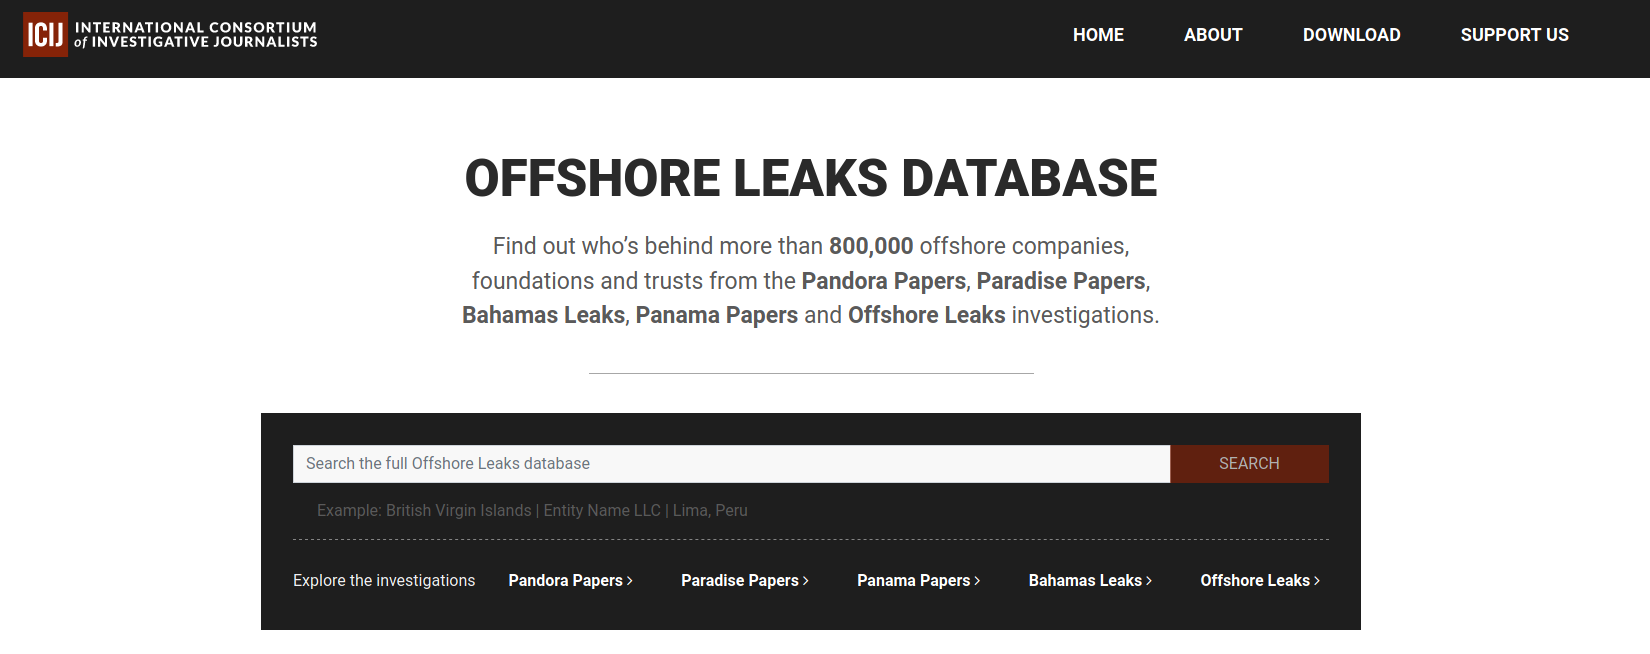 ICIJ INTERNATIONAL CONSORTIUM
of INVESTIGATIVE JOURNALISTS
HOME ABOUT DOWNLOAD SUPPORT US
OFFSHORE LEAKS DATABASE
Find out who’s behind more than 800,000 offshore companies,
foundations and trusts from the Pandora Papers, Paradise Papers,
Bahamas Leaks, Panama Papers and Offshore Leaks investigations.
Search the full Offshore Leaks database SEARCH
Example: British Virgin Islands | Entity Name LLC | Lima, Peru
Explore the investigations Pandora Papers › Paradise Papers › Panama Papers › Bahamas Leaks › Offshore Leaks ›